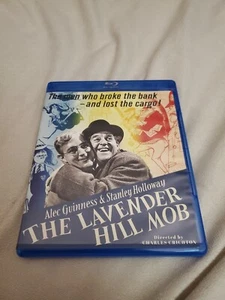 The men who broke the bank
- and lost the cargo!
Alec Guinness & Stanley Holloway
THE LAVENDER
HILL MOB
Directed by
CHARLES CRICHTON